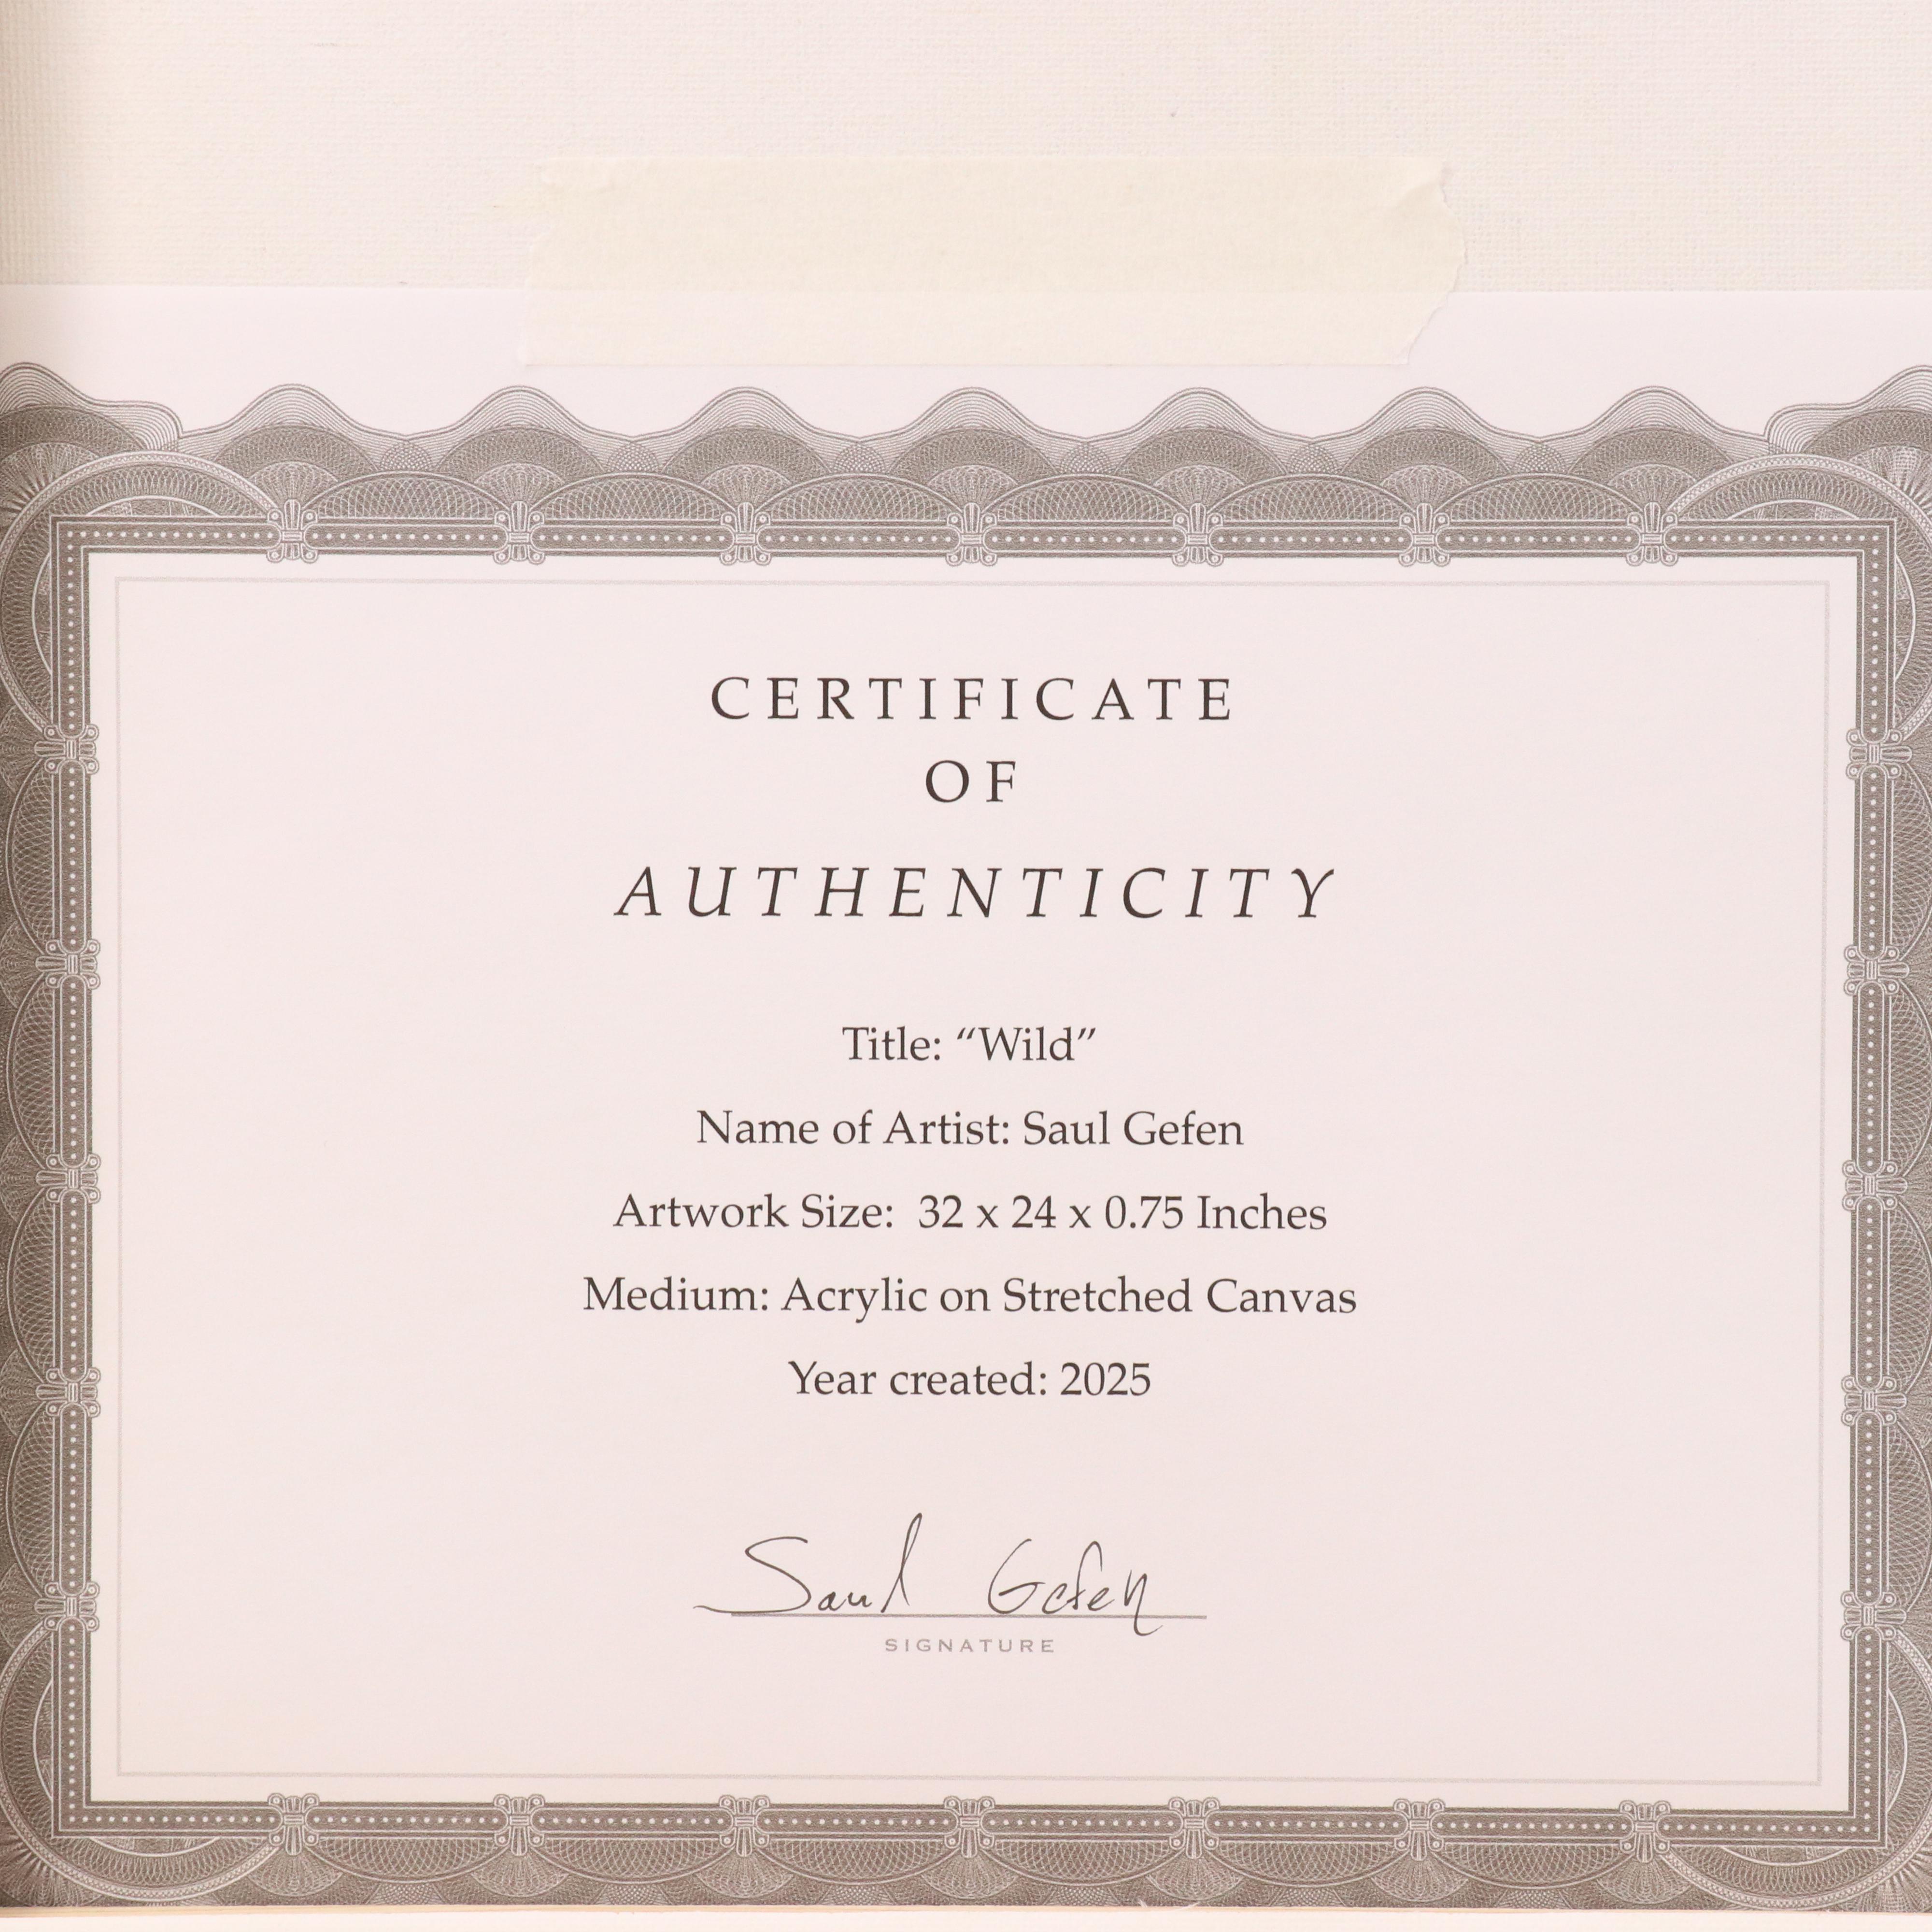 CERTIFICATE
OF
AUTHENTICITY
Title: “Wild”
Name of Artist: Saul Gefen
Artwork Size: 32 x 24 x 0.75 Inches
Medium: Acrylic on Stretched Canvas
Year created: 2025
Saul Gefen
SIGNATURE